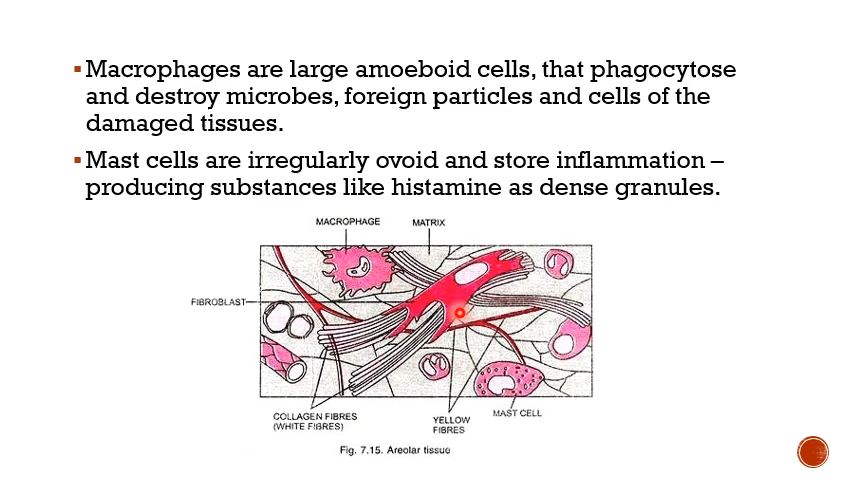 Macrophages are large amoeboid cells, that phagocytose
and destroy microbes, foreign particles and cells of the
damaged tissues.
Mast cells are irregularly ovoid and store inflammation –
producing substances like histamine as dense granules.
MACROPHAGE MATRIX
FIBROBLAST
COLLAGEN FIBRES
(WHITE FIBRES)
YELLOW
FIBRES
MAST CELL
Fig. 7.15. Areolar tissue